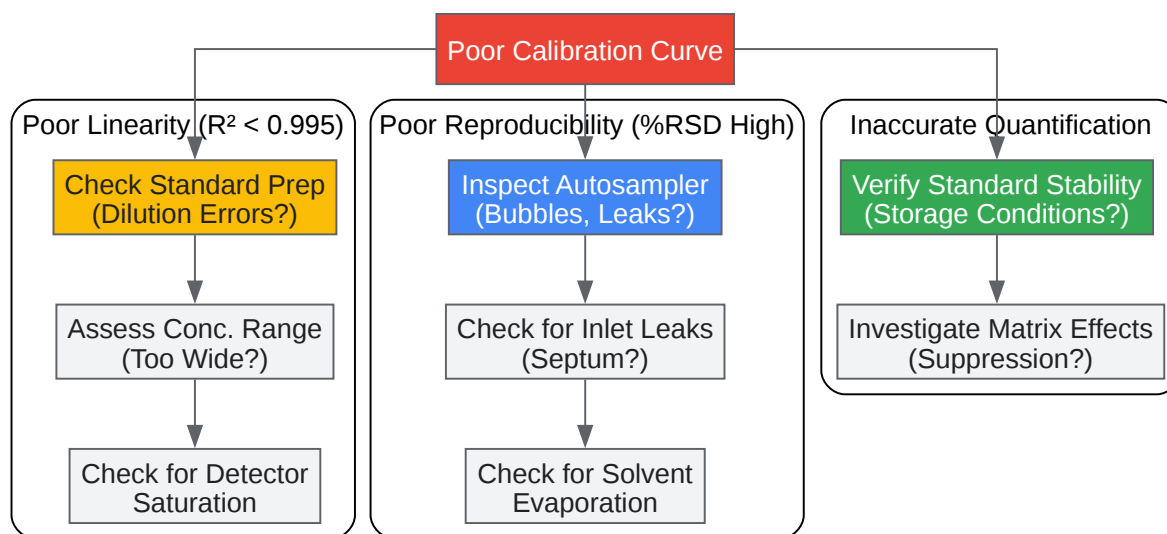 Poor Calibration Curve
Poor Linearity (R² < 0.995)
Check Standard Prep
(Dilution Errors?)
Assess Conc. Range
(Too Wide?)
Check for Detector
Saturation
Poor Reproducibility (%RSD High)
Inspect Autosampler
(Bubbles, Leaks?)
Check for Inlet Leaks
(Septum?)
Check for Solvent
Evaporation
Inaccurate Quantification
Verify Standard Stability
(Storage Conditions?)
Investigate Matrix Effects
(Suppression?)